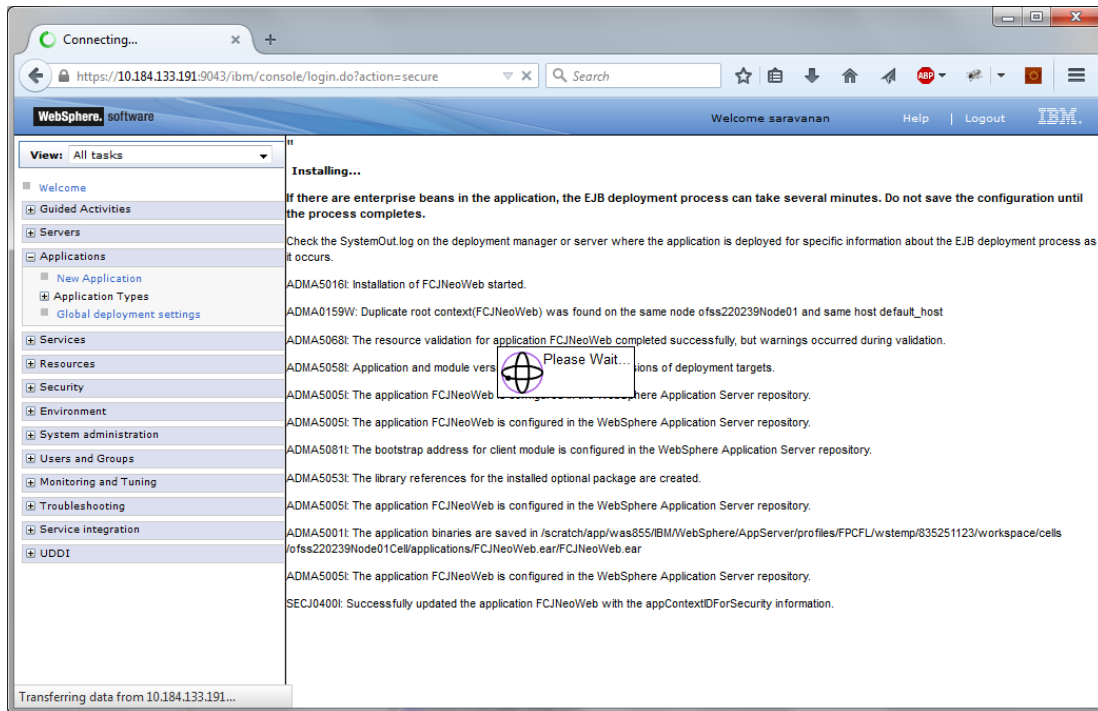 Connecting...
https://10.184.133.191:9043/ibm/console/login.do?action=secure
Search
ABP
WebSphere. software
Welcome saravanan
Help | Logout
IBM.
View: All tasks
Welcome
Guided Activities
Servers
Applications
New Application
Application Types
Global deployment settings
Services
Resources
Security
Environment
System administration
Users and Groups
Monitoring and Tuning
Troubleshooting
Service integration
UDDI
"
Installing...
If there are enterprise beans in the application, the EJB deployment process can take several minutes. Do not save the configuration until
the process completes.
Check the SystemOut.log on the deployment manager or server where the application is deployed for specific information about the EJB deployment process as
it occurs.
ADMA5016I: Installation of FCJNeoWeb started.
ADMA0159W: Duplicate root context(FCJNeoWeb) was found on the same node ofss220239Node01 and same host default_host
ADMA5068I: The resource validation for application FCJNeoWeb completed successfully, but warnings occurred during validation.
Please Wait...
ADMA5058I: Application and module vers ions of deployment targets.
ADMA5005I: The application FCJNeoWeb is configured in the WebSphere Application Server repository.
ADMA5005I: The application FCJNeoWeb is configured in the WebSphere Application Server repository.
ADMA5081I: The bootstrap address for client module is configured in the WebSphere Application Server repository.
ADMA5053I: The library references for the installed optional package are created.
ADMA5005I: The application FCJNeoWeb is configured in the WebSphere Application Server repository.
ADMA5001I: The application binaries are saved in /scratch/app/was855/IBM/WebSphere/AppServer/profiles/FPCFL/wstemp/835251123/workspace/cells
/ofss220239Node01Cell/applications/FCJNeoWeb.ear/FCJNeoWeb.ear
ADMA5005I: The application FCJNeoWeb is configured in the WebSphere Application Server repository.
SECJ0400I: Successfully updated the application FCJNeoWeb with the appContextIDForSecurity information.
Transferring data from 10.184.133.191...